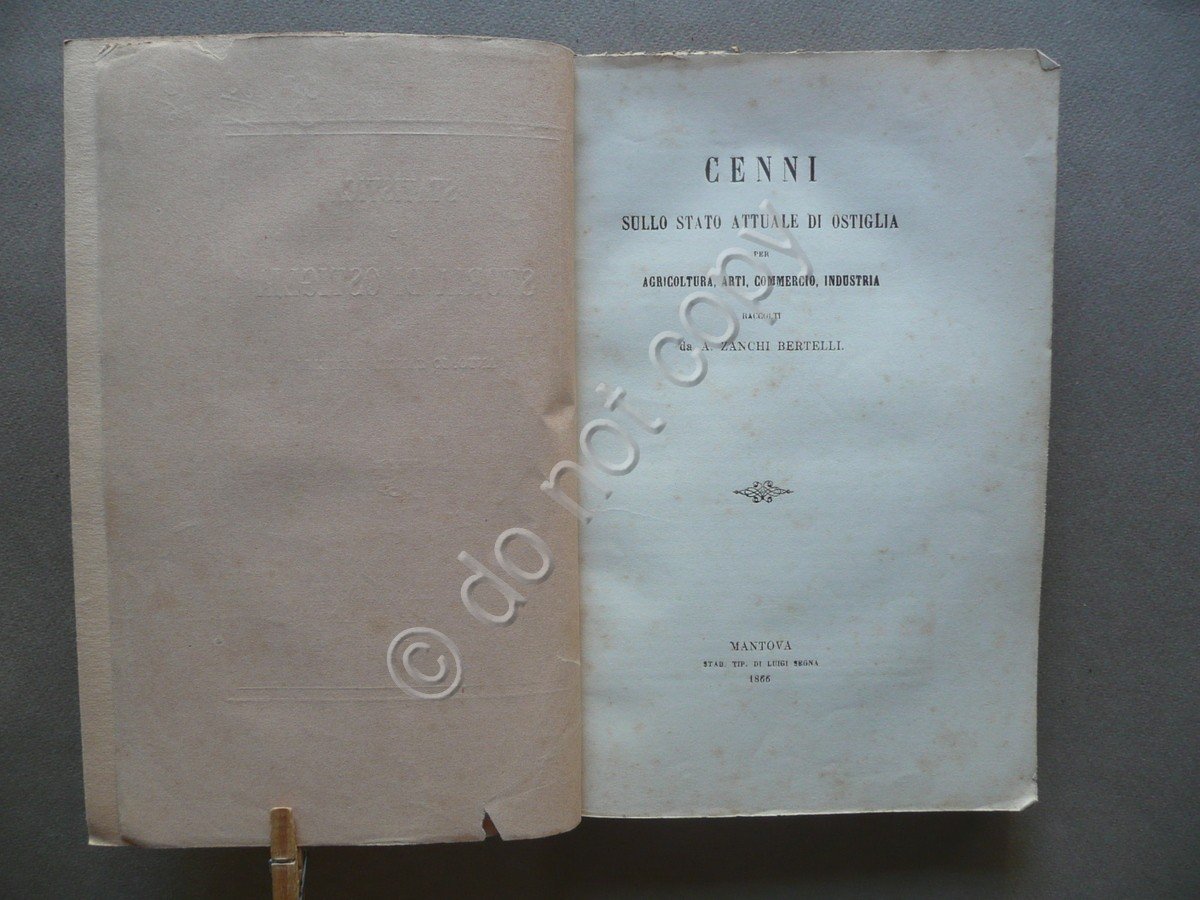 CENNI
SULLO STATO ATTUALE DI OSTIGLIA
PER
AGRICOLTURA, ARTI, COMMERCIO, INDUSTRIA
RACCOLTI
da A. ZANCHI BERTELLI.
MANTOVA
STAB. TIP. DI LUIGI SEGNA
1866
© do not copy